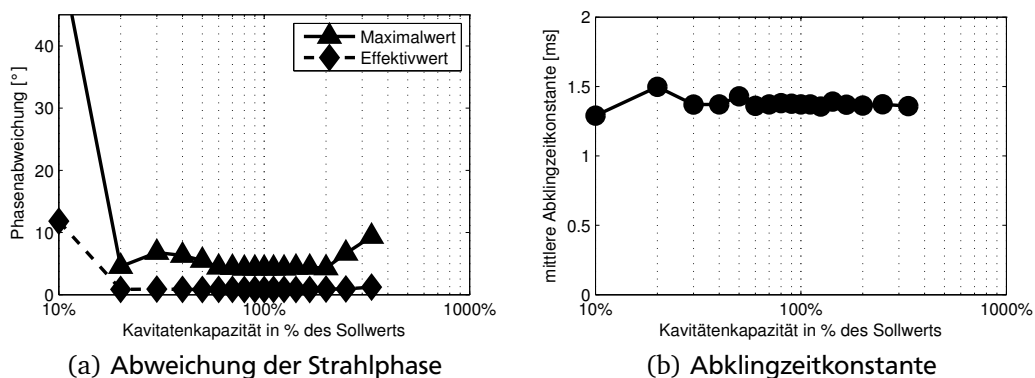 Maximalwert
Effektivwert
Phasenabweichung [°]
40
30
20
10
0
10%
100%
1000%
Kavitatenkapazität in % des Sollwerts
(a) Abweichung der Strahlphase
mittlere Abklingzeitkonstante [ms]
2
1.5
1
0.5
0
10%
100%
1000%
Kavitätenkapazität in % des Sollwerts
(b) Abklingzeitkonstante